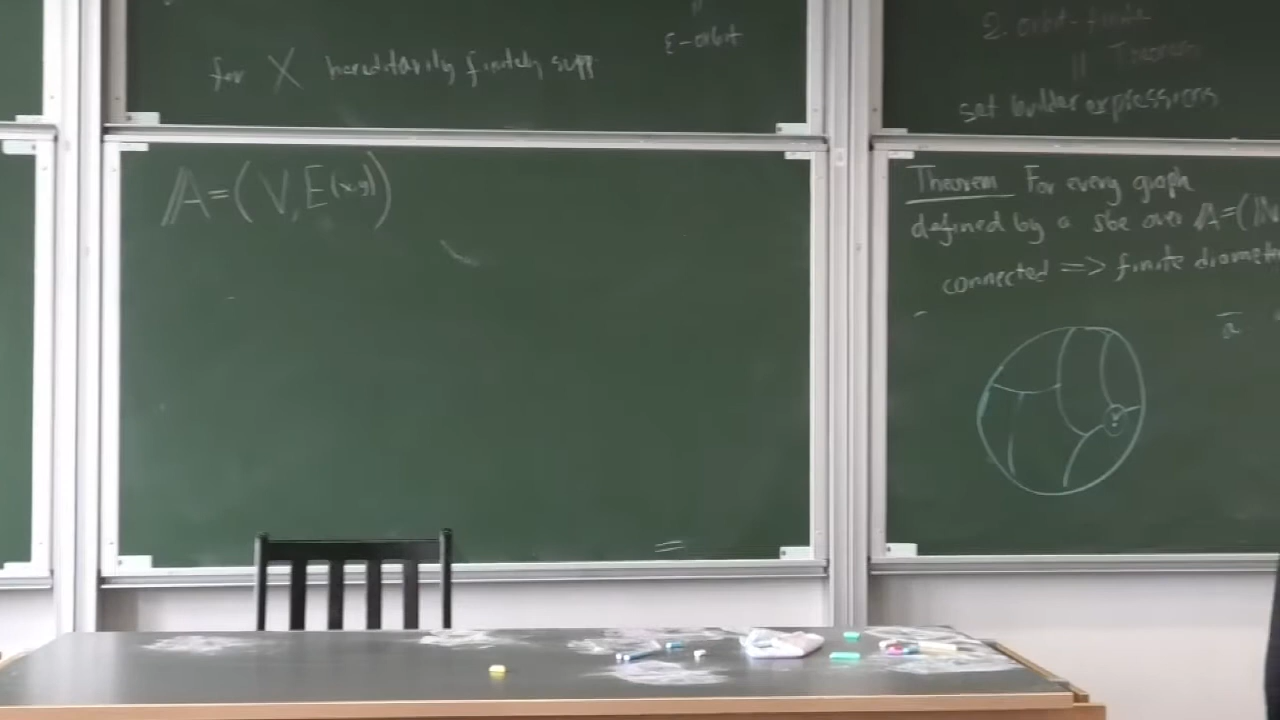 ε-orbit
for X hereditarily finitely supp
𝔸=(V,E(x,y))
2. orbit-finite
|| Theorem
set builder expressions
Theorem For every graph
defined by a sbe over 𝔸=(ℕ
connected => finite diamet
ā